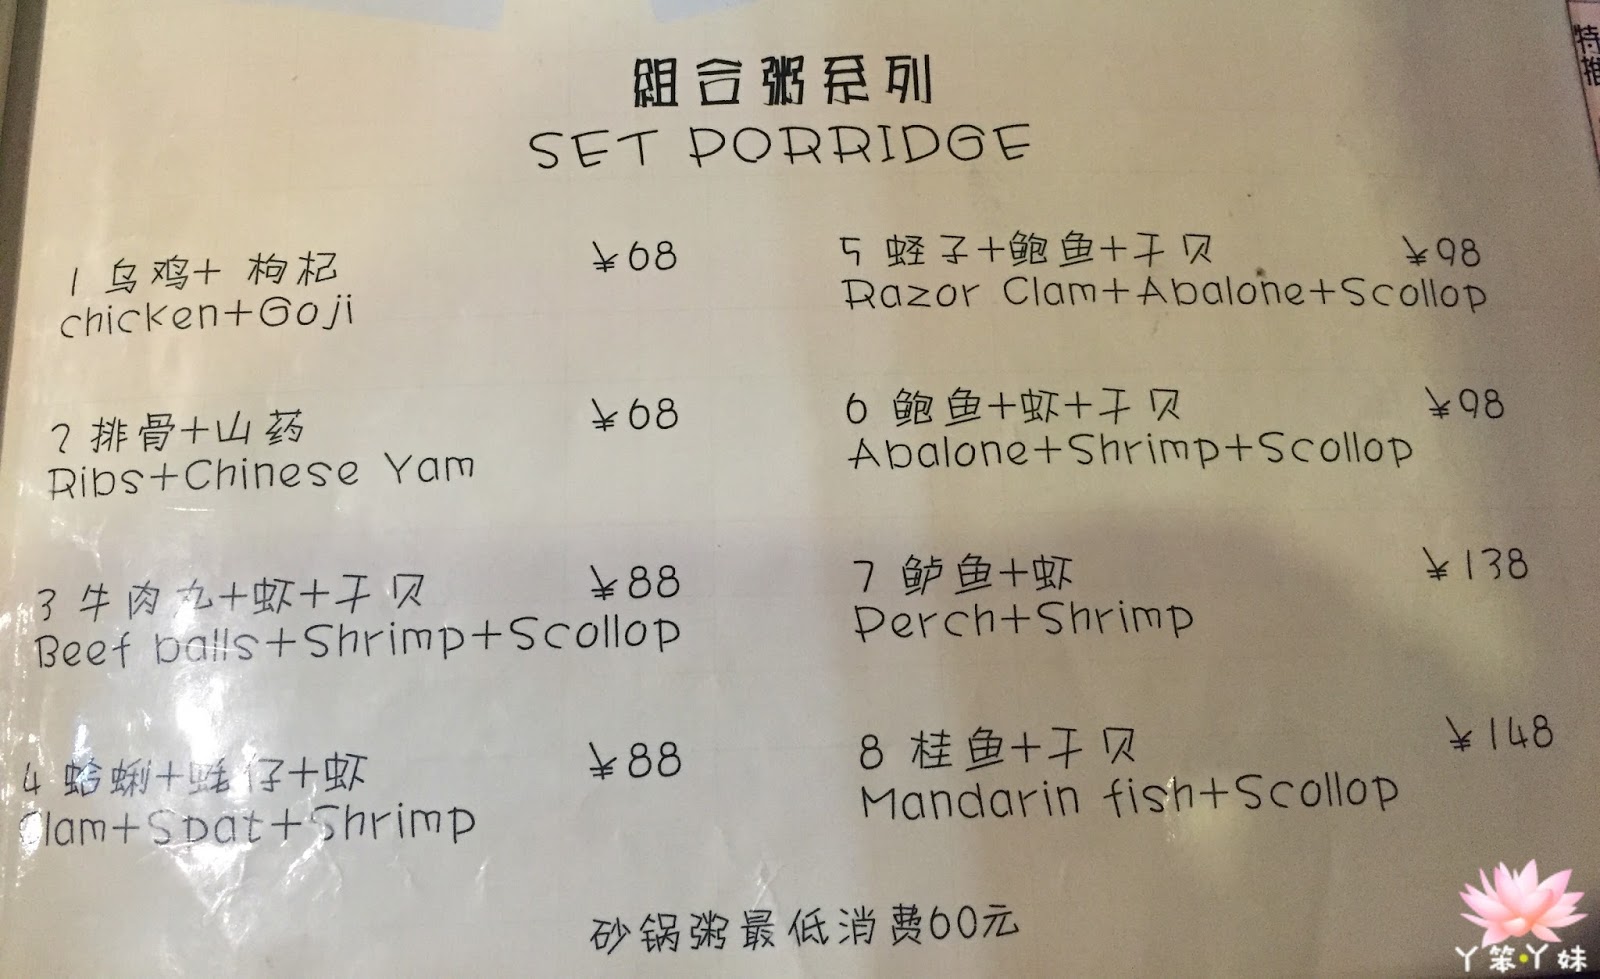 組合粥系列
SET PORRIDGE
1 乌鸡+ 枸杞 ¥68
chicken+Goji
2 排骨+山药 ¥68
Ribs+Chinese Yam
3 牛肉丸+虾+干贝 ¥88
Beef balls+Shrimp+Scollop
4 蛤蜊+蚝仔+虾 ¥88
Clam+Spat+Shrimp
5 蛏子+鲍鱼+干贝 ¥98
Razor Clam+Abalone+Scollop
6 鲍鱼+虾+干贝 ¥98
Abalone+Shrimp+Scollop
7 鲈鱼+虾 ¥138
Perch+Shrimp
8 桂鱼+干贝 ¥148
Mandarin fish+Scollop
砂锅粥最低消费60元
特
推
丫笨·丫妹